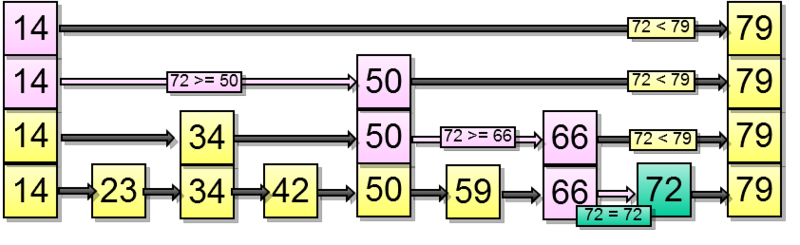 14 72 < 79 79
14 72 >= 50 50 72 < 79 79
14 34 50 72 >= 66 66 72 < 79 79
14 23 34 42 50 59 66 72 79
72 = 72